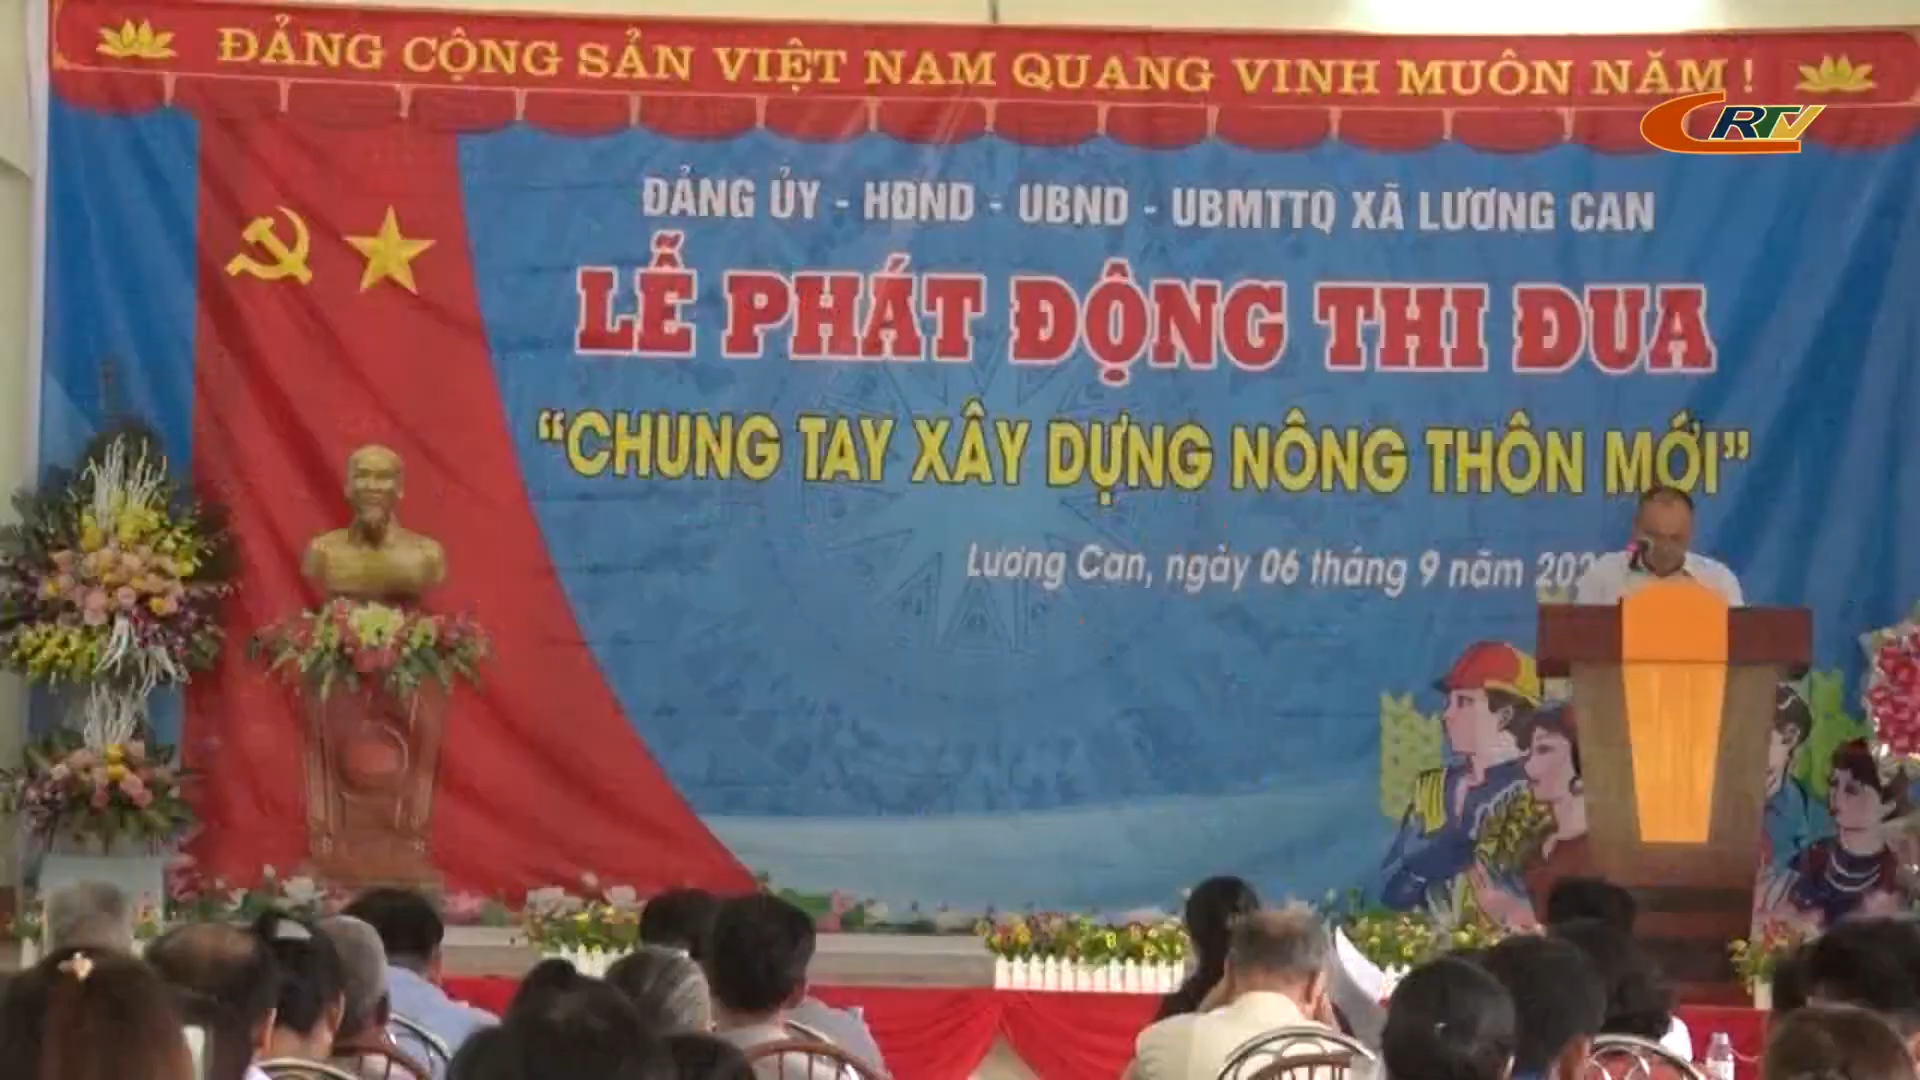 ĐẢNG CỘNG SẢN VIỆT NAM QUANG VINH MUÔN NĂM !
CRTV
ĐẢNG ỦY - HĐND - UBND - UBMTTQ XÃ LƯƠNG CAN
LỄ PHÁT ĐỘNG THI ĐUA
“CHUNG TAY XÂY DỰNG NÔNG THÔN MỚI”
Lương Can, ngày 06 tháng 9 năm